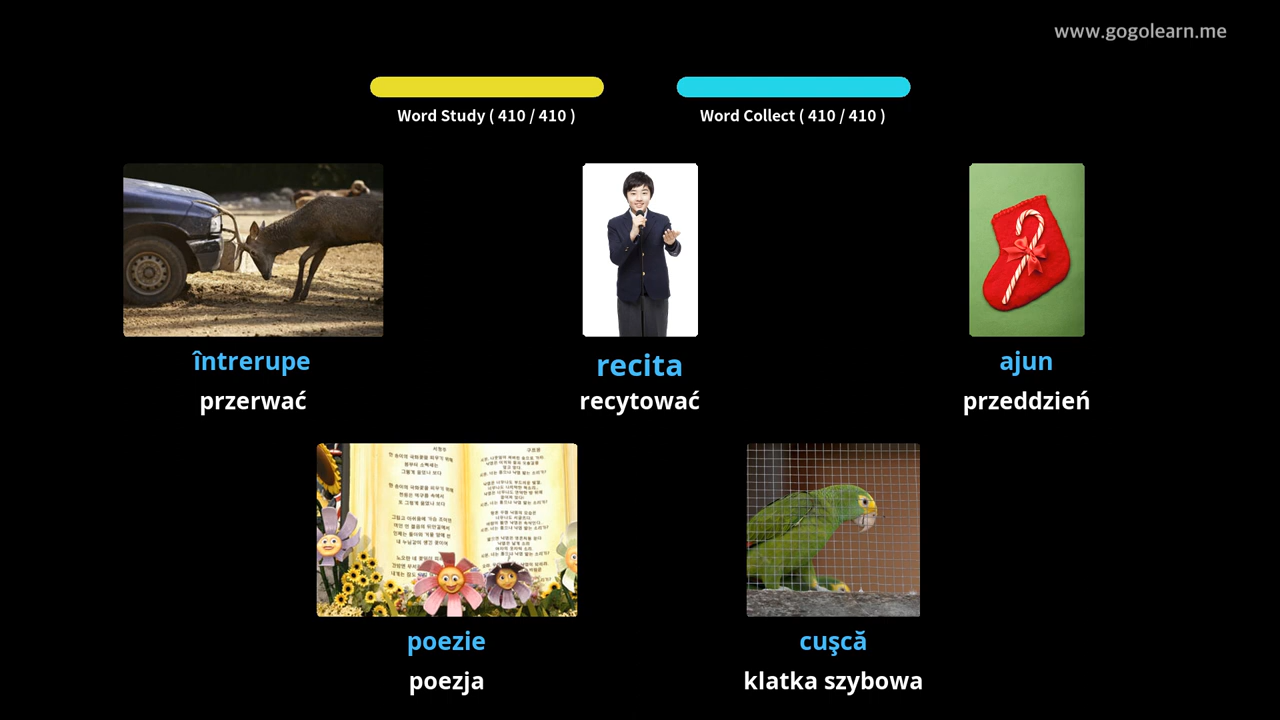 www.gogolearn.me
Word Study ( 410 / 410 )
Word Collect ( 410 / 410 )
întrerupe
przerwać
recita
recytować
ajun
przeddzień
poezie
poezja
cuşcă
klatka szybowa